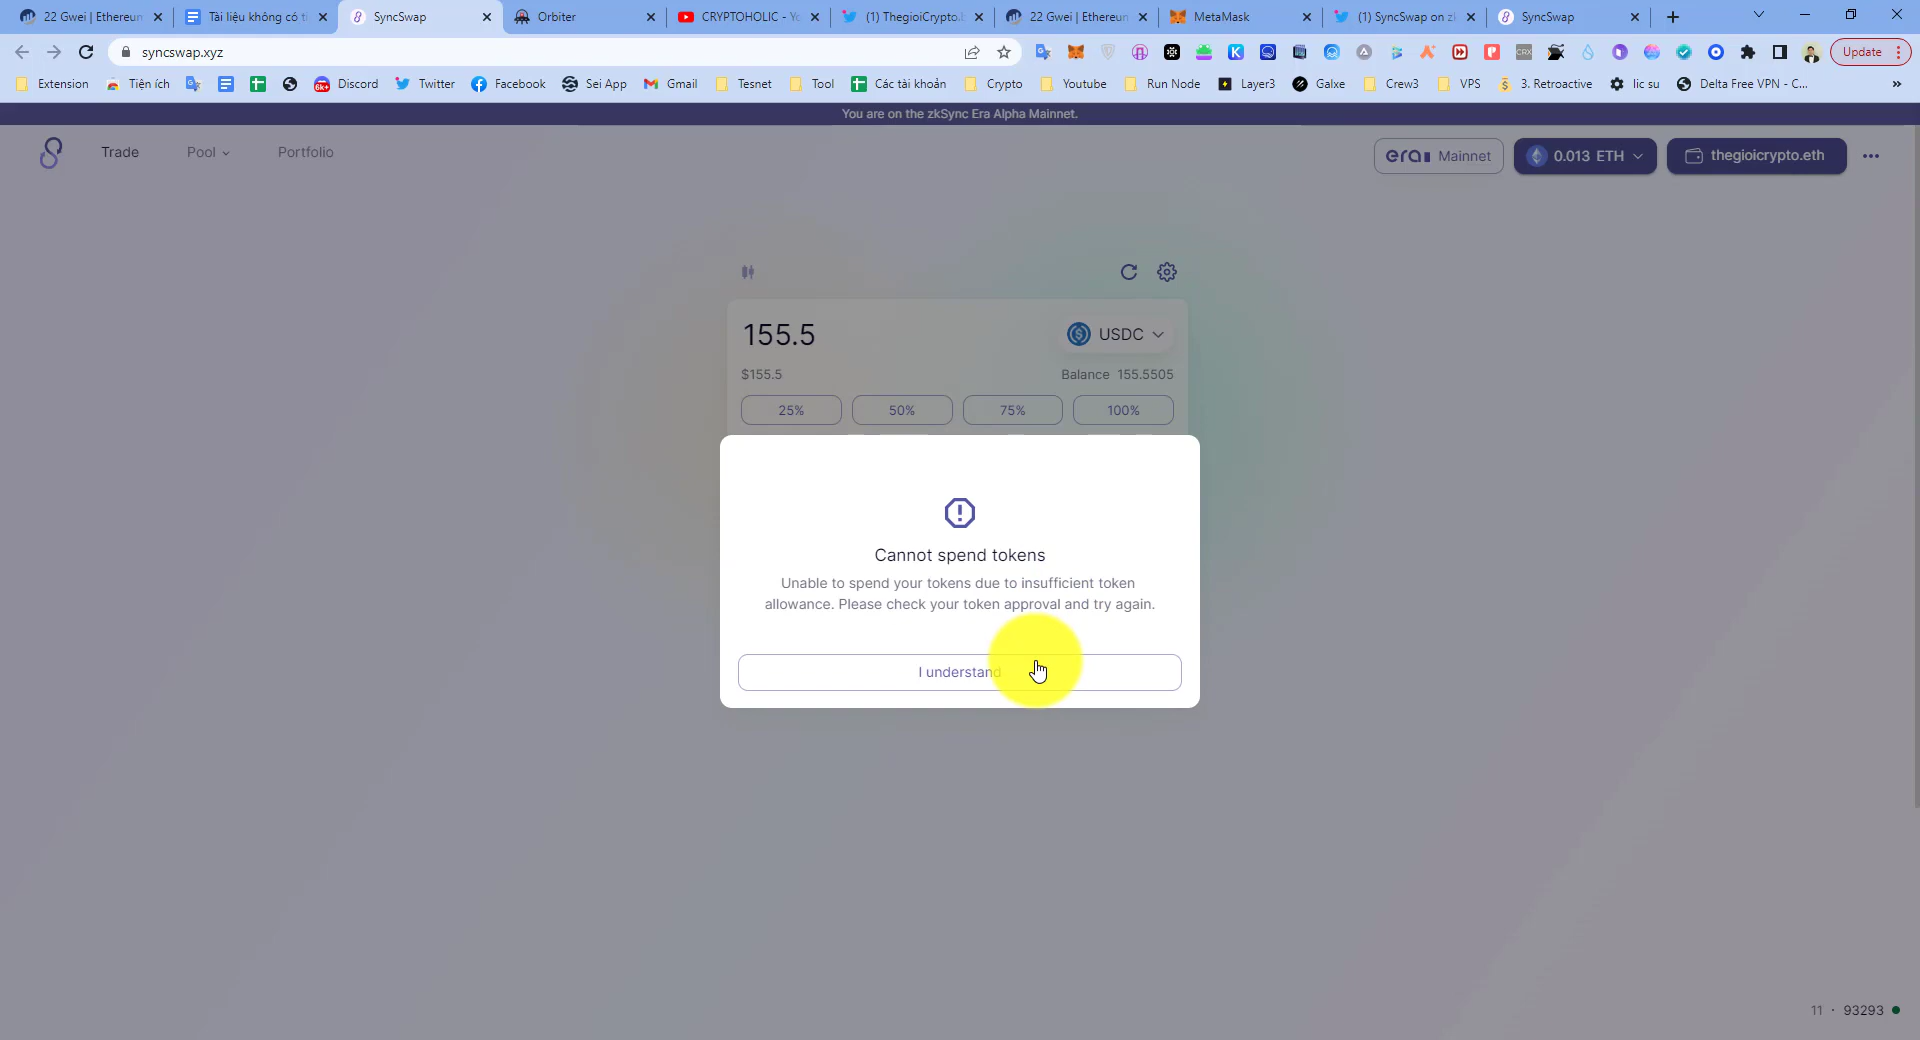 22 Gwei | Ethereun
Tài liệu không có ti
SyncSwap
Orbiter
CRYPTOHOLIC - Yo
(1) ThegioiCrypto.
22 Gwei | Ethereun
MetaMask
(1) SyncSwap on zk
SyncSwap
syncswap.xyz
Update
Extension
Tiện ích
6k+
Discord
Twitter
Facebook
Sei App
Gmail
Tesnet
Tool
Các tài khoản
Crypto
Youtube
Run Node
Layer3
Galxe
Crew3
VPS
3. Retroactive
lic su
Delta Free VPN - C...
»
You are on the zkSync Era Alpha Mainnet.
Trade
Pool
Portfolio
era Mainnet
0.013 ETH
thegioicrypto.eth
155.5
USDC
$155.5
Balance 155.5505
25%
50%
75%
100%
Cannot spend tokens
Unable to spend your tokens due to insufficient token
allowance. Please check your token approval and try again.
I understand
11 · 93293